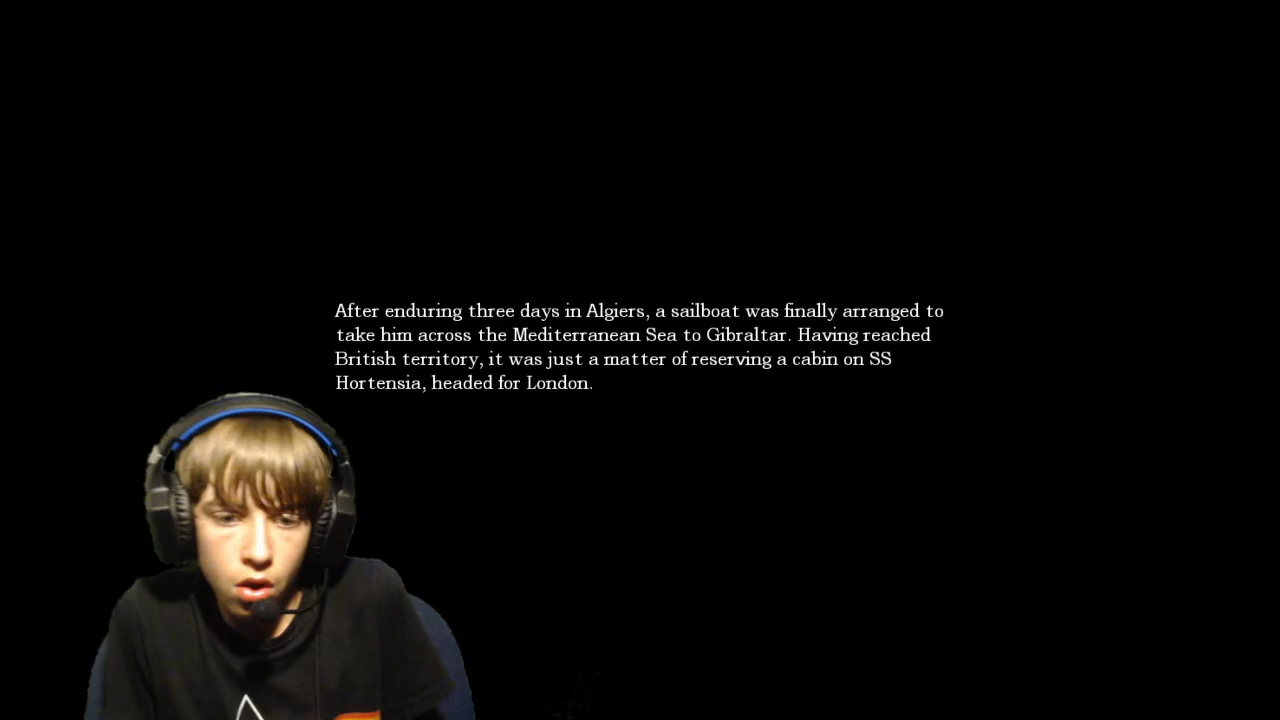 After enduring three days in Algiers, a sailboat was finally arranged to
take him across the Mediterranean Sea to Gibraltar. Having reached
British territory, it was just a matter of reserving a cabin on SS
Hortensia, headed for London.